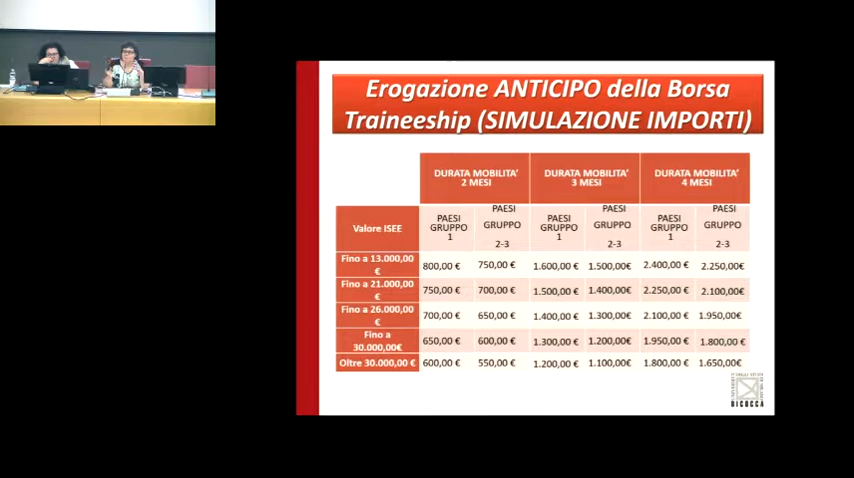 Erogazione ANTICIPO della Borsa
Traineeship (SIMULAZIONE IMPORTI)
DURATA MOBILITA' 2 MESI DURATA MOBILITA' 3 MESI DURATA MOBILITA' 4 MESI
Valore ISEE PAESI GRUPPO 1 PAESI GRUPPO 2-3 PAESI GRUPPO 1 PAESI GRUPPO 2-3 PAESI GRUPPO 1 PAESI GRUPPO 2-3
Fino a 13.000,00 € 800,00 € 750,00 € 1.600,00 € 1.500,00€ 2.400,00 € 2.250,00€
Fino a 21.000,00 € 750,00 € 700,00 € 1.500,00 € 1.400,00€ 2.250,00 € 2.100,00€
Fino a 26.000,00 € 700,00 € 650,00 € 1.400,00 € 1.300,00€ 2.100,00 € 1.950,00€
Fino a 30.000,00€ 650,00 € 600,00 € 1.300,00 € 1.200,00€ 1.950,00 € 1.800,00€
Oltre 30.000,00 € 600,00 € 550,00 € 1.200,00 € 1.100,00€ 1.800,00 € 1.650,00€
BICOCCA